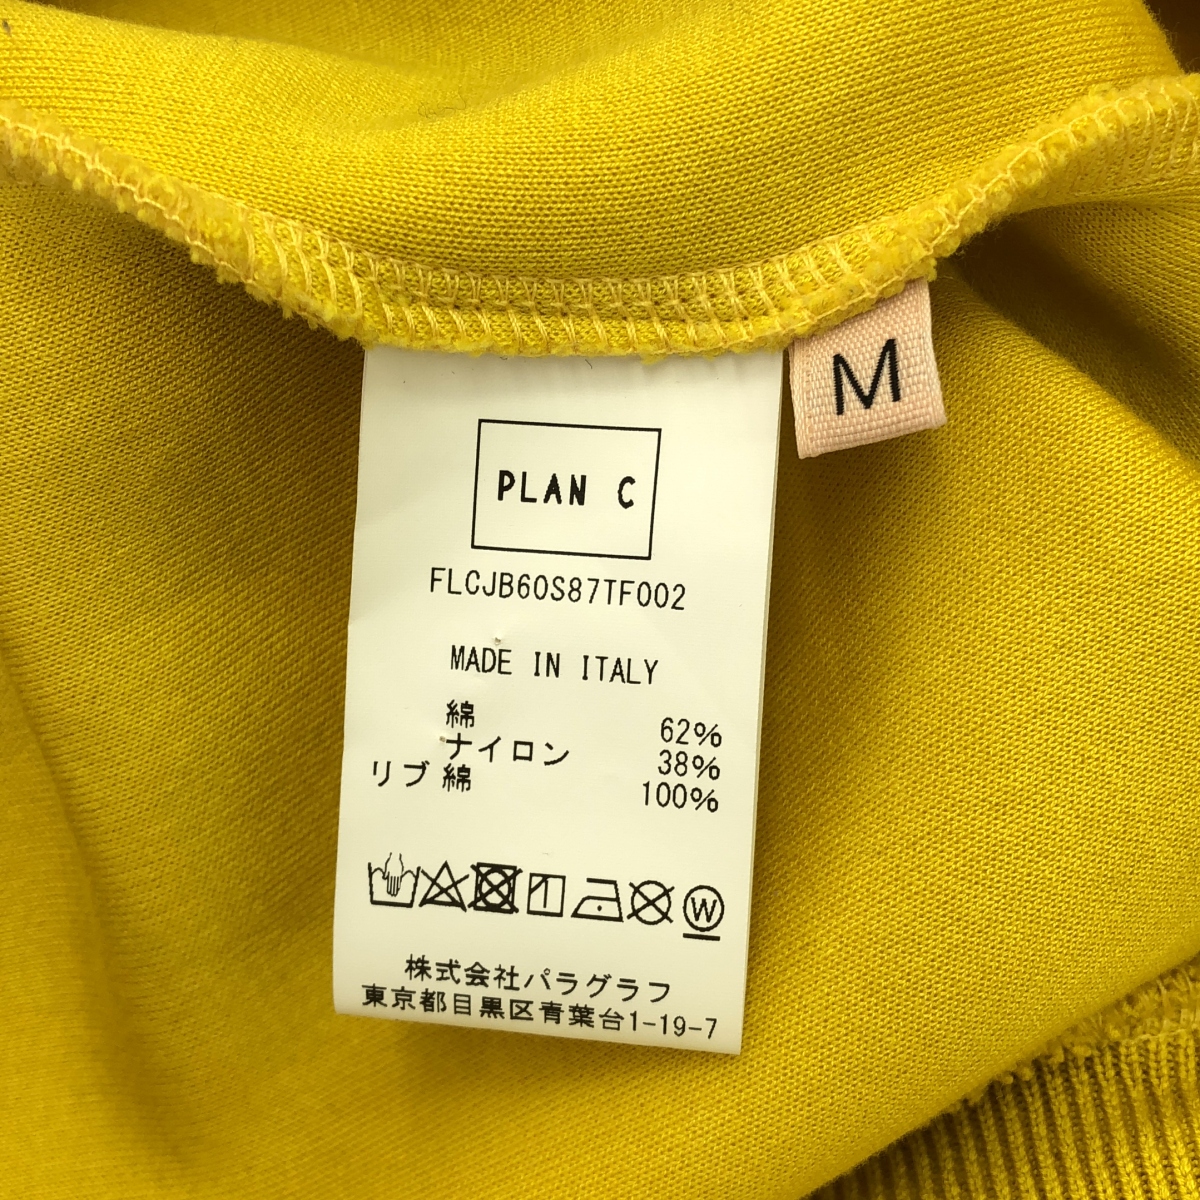 M
PLAN C
FLCJB60S87TF002
MADE IN ITALY
綿 62%
ナイロン 38%
リブ 綿 100%
W
株式会社パラグラフ
東京都目黒区青葉台1-19-7